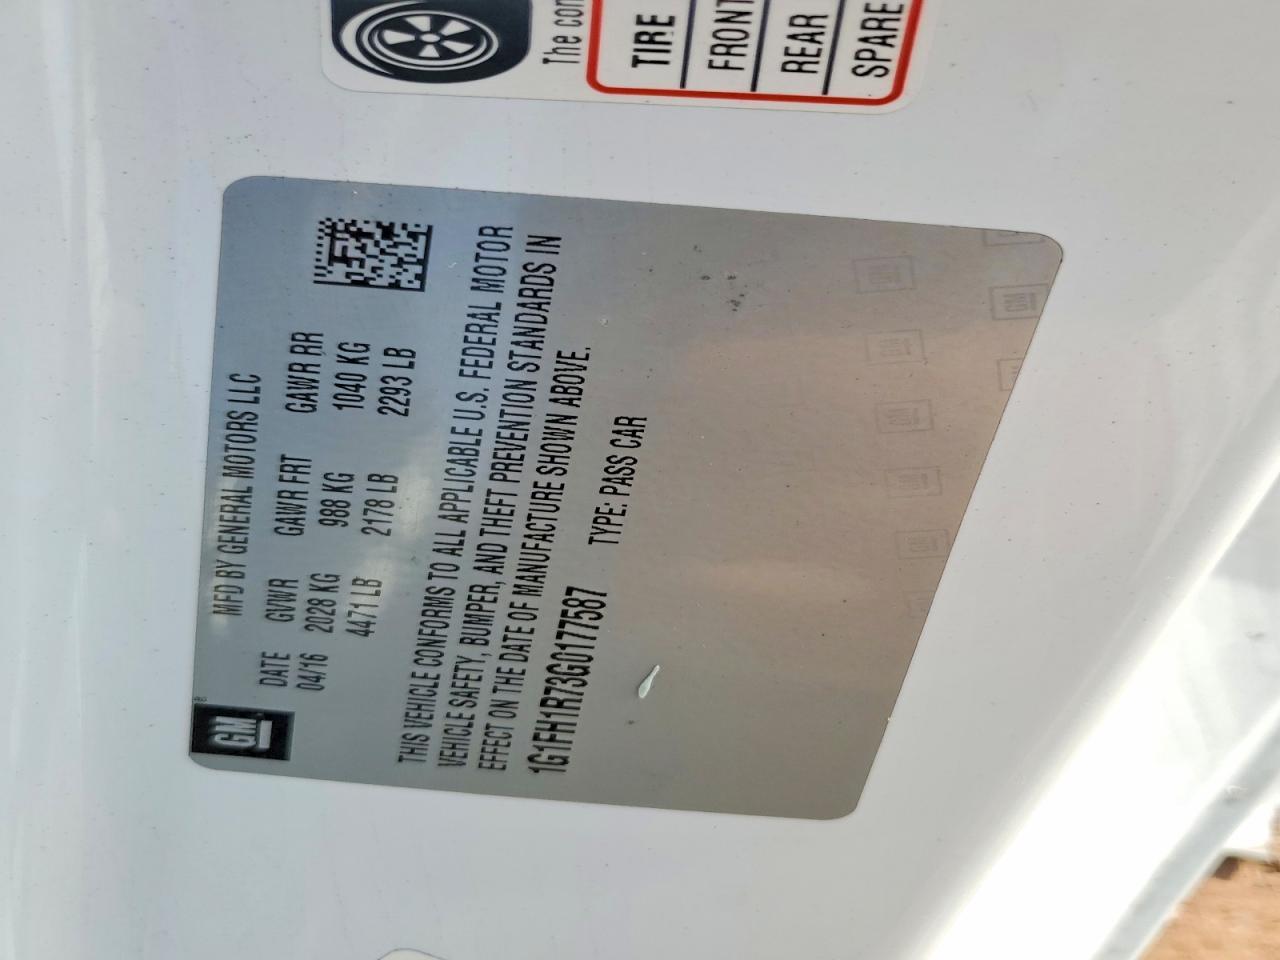 The con
TIRE
FRONT
REAR
SPARE
GM
MFD BY GENERAL MOTORS LLC
DATE GVWR GAWR FRT GAWR RR
04/16 2028 KG 988 KG 1040 KG
4471 LB 2178 LB 2293 LB
THIS VEHICLE CONFORMS TO ALL APPLICABLE U.S. FEDERAL MOTOR
VEHICLE SAFETY, BUMPER, AND THEFT PREVENTION STANDARDS IN
EFFECT ON THE DATE OF MANUFACTURE SHOWN ABOVE.
1G1FH1R73G0177587 TYPE: PASS CAR